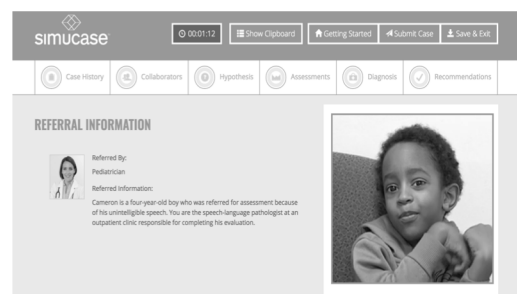 simucase
00:01:12
Show Clipboard
Getting Started
Submit Case
Save & Exit
Case History
Collaborators
Hypothesis
Assessments
Diagnosis
Recommendations
REFERRAL INFORMATION
Referred By:
Pediatrician
Referred Information:
Cameron is a four-year-old boy who was referred for assessment because
of his unintelligible speech. You are the speech-language pathologist at an
outpatient clinic responsible for completing his evaluation.